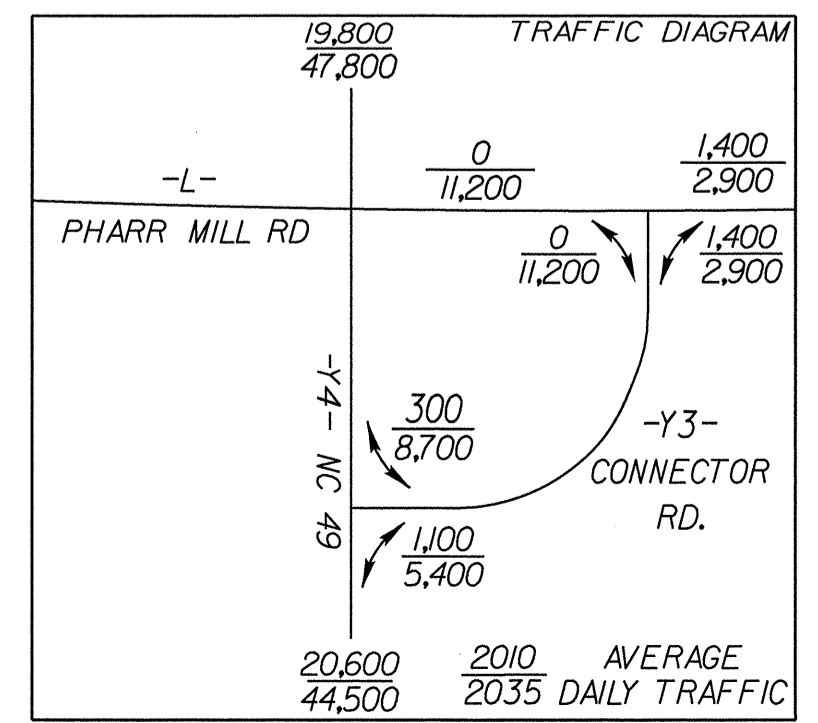 19,800
47,800
TRAFFIC DIAGRAM
-L-
0
11,200
1,400
2,900
PHARR MILL RD
0
11,200
1,400
2,900
-Y4- NC 49
300
8,700
-Y3-
CONNECTOR
RD.
1,100
5,400
20,600
44,500
2010
2035
AVERAGE
DAILY TRAFFIC